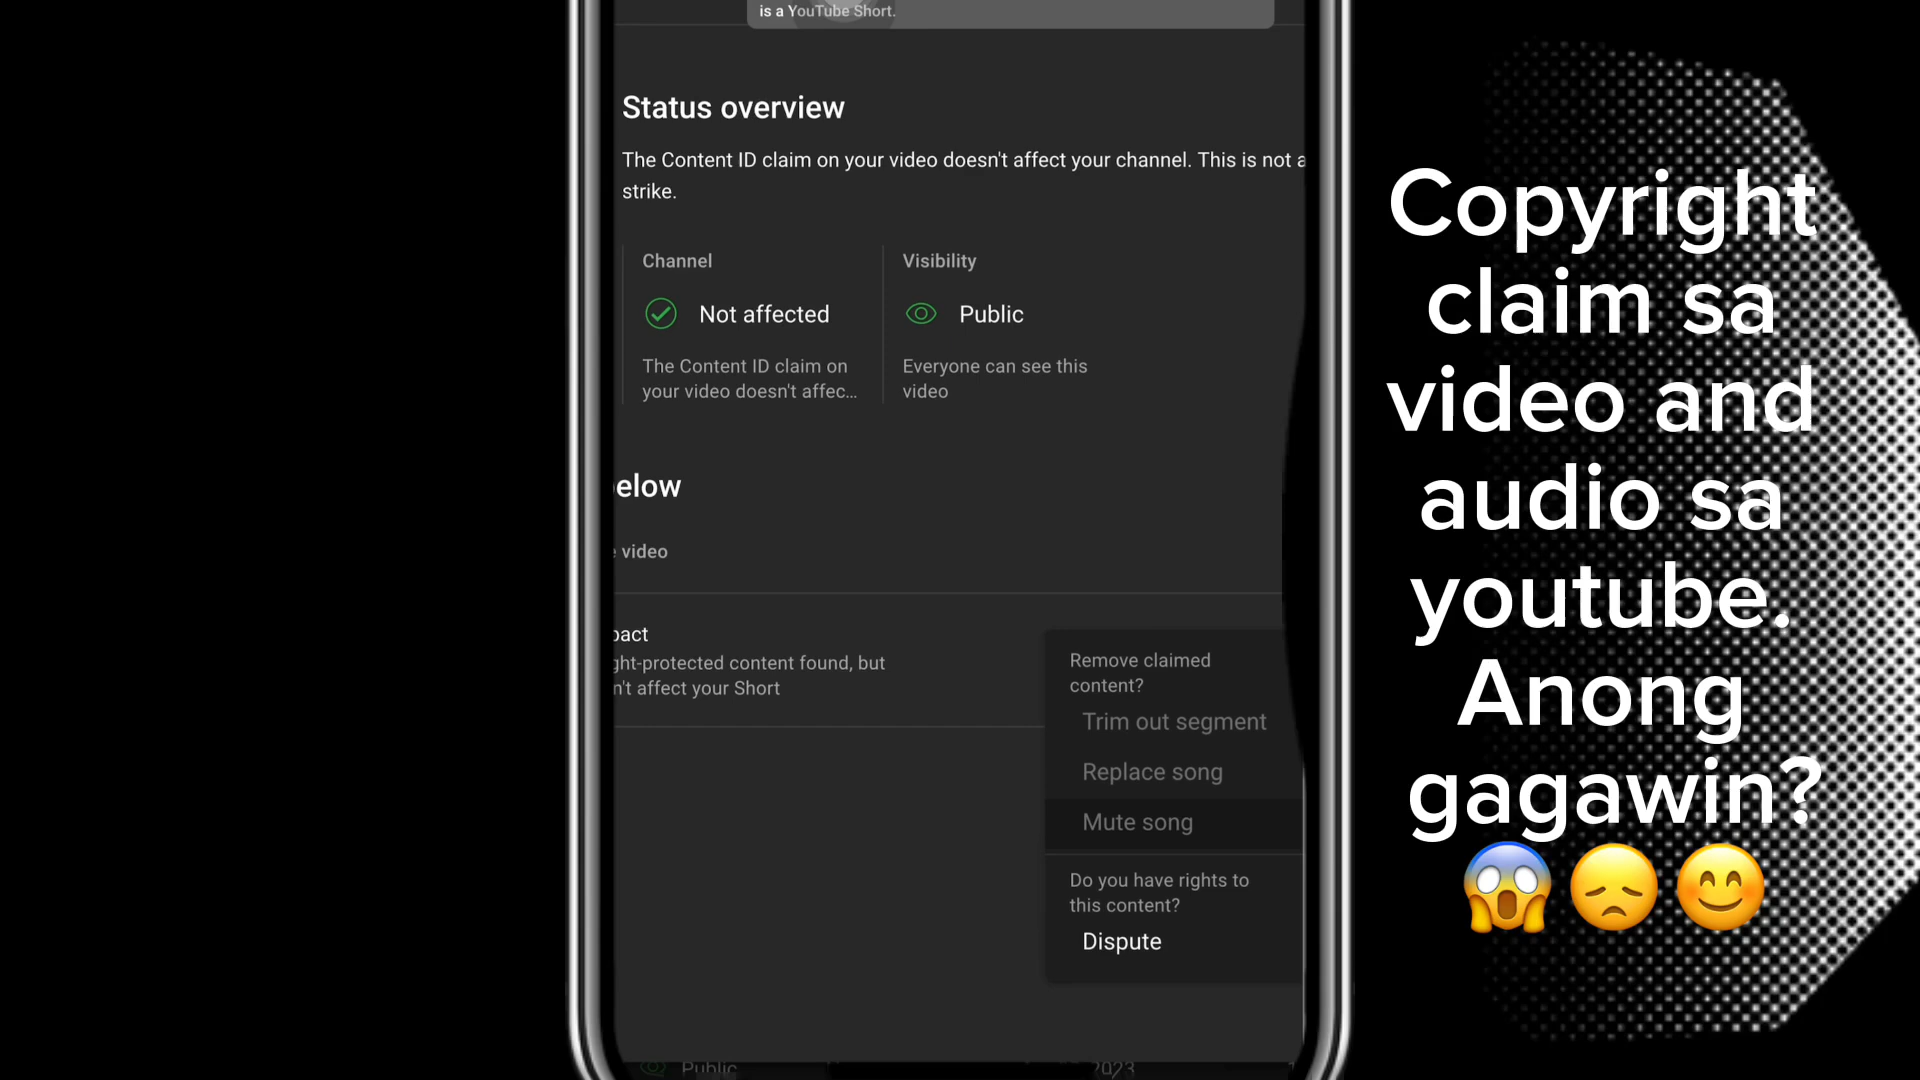 is a YouTube Short.
Status overview
The Content ID claim on your video doesn't affect your channel. This is not a
strike.
Channel
Not affected
The Content ID claim on
your video doesn't affec...
Visibility
Public
Everyone can see this
video
elow
video
pact
ght-protected content found, but
n't affect your Short
Remove claimed
content?
Trim out segment
Replace song
Mute song
Do you have rights to
this content?
Dispute
Public
2023
Copyright
claim sa
video and
audio sa
youtube.
Anong
gagawin?
😱😞😊